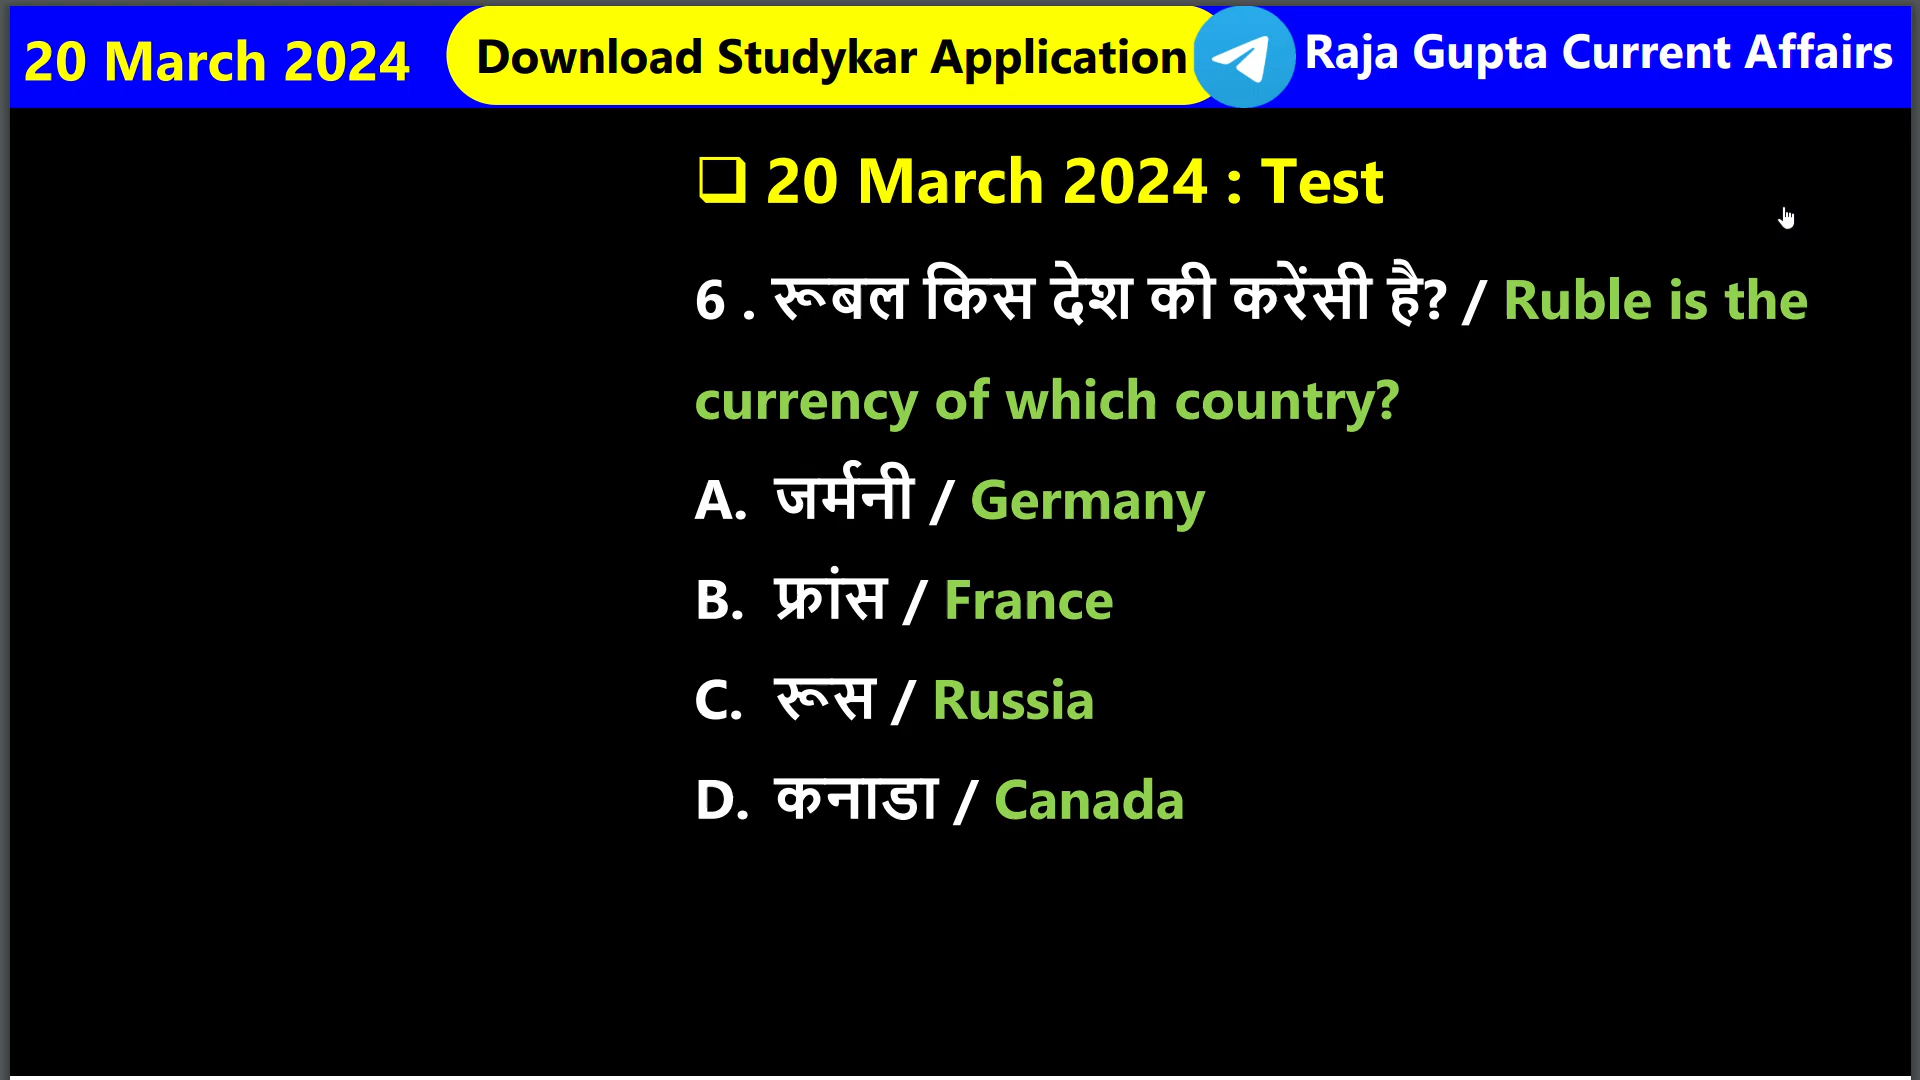 20 March 2024 Download Studykar Application Raja Gupta Current Affairs
❑ 20 March 2024 : Test
6 . रूबल किस देश की करेंसी है? / Ruble is the
currency of which country?
A. जर्मनी / Germany
B. फ्रांस / France
C. रूस / Russia
D. कनाडा / Canada